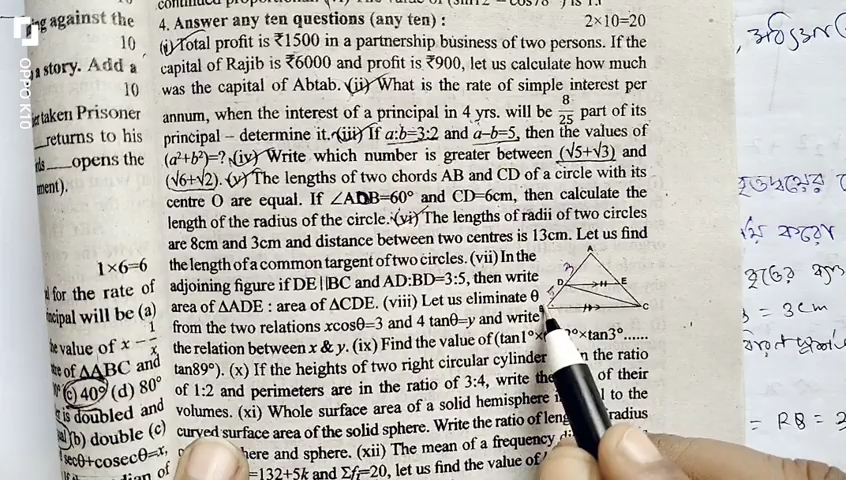 ing against the
10
a story. Add a
10
taken Prisoner
returns to his
opens the
ment).
1×6=6
for the rate of
ncipal will be (a)
value of x − 1/x
re of ΔABC and
(c) 40° (d) 80°
is doubled and
(b) double (c)
secθ+cosecθ=x,
4. Answer any ten questions (any ten) : 2×10=20
(i) Total profit is ₹1500 in a partnership business of two persons. If the
capital of Rajib is ₹6000 and profit is ₹900, let us calculate how much
was the capital of Abtab. (ii) What is the rate of simple interest per
annum, when the interest of a principal in 4 yrs. will be 8/25 part of its
principal – determine it. (iii) If a:b=3:2 and a–b=5, then the values of
(a²+b²)=? (iv) Write which number is greater between (√5+√3) and
(√6+√2). (v) The lengths of two chords AB and CD of a circle with its
centre O are equal. If ∠AOB=60° and CD=6cm, then calculate the
length of the radius of the circle. (vi) The lengths of radii of two circles
are 8cm and 3cm and distance between two centres is 13cm. Let us find
the length of a common targent of two circles. (vii) In the
adjoining figure if DE||BC and AD:BD=3:5, then write
area of ΔADE : area of ΔCDE. (viii) Let us eliminate θ
from the two relations xcosθ=3 and 4 tanθ=y and write
the relation between x & y. (ix) Find the value of (tan1°× ×tan3°......
tan89°). (x) If the heights of two right circular cylinder the ratio
of 1:2 and perimeters are in the ratio of 3:4, write the of their
volumes. (xi) Whole surface area of a solid hemisphere to the
curved surface area of the solid sphere. Write the ratio of radius
here and sphere. (xii) The mean of a frequency
=132+5k and Σfᵢ=20, let us find the value of
A
3
D
E
5
B
C
= 3cm
OPPO K10